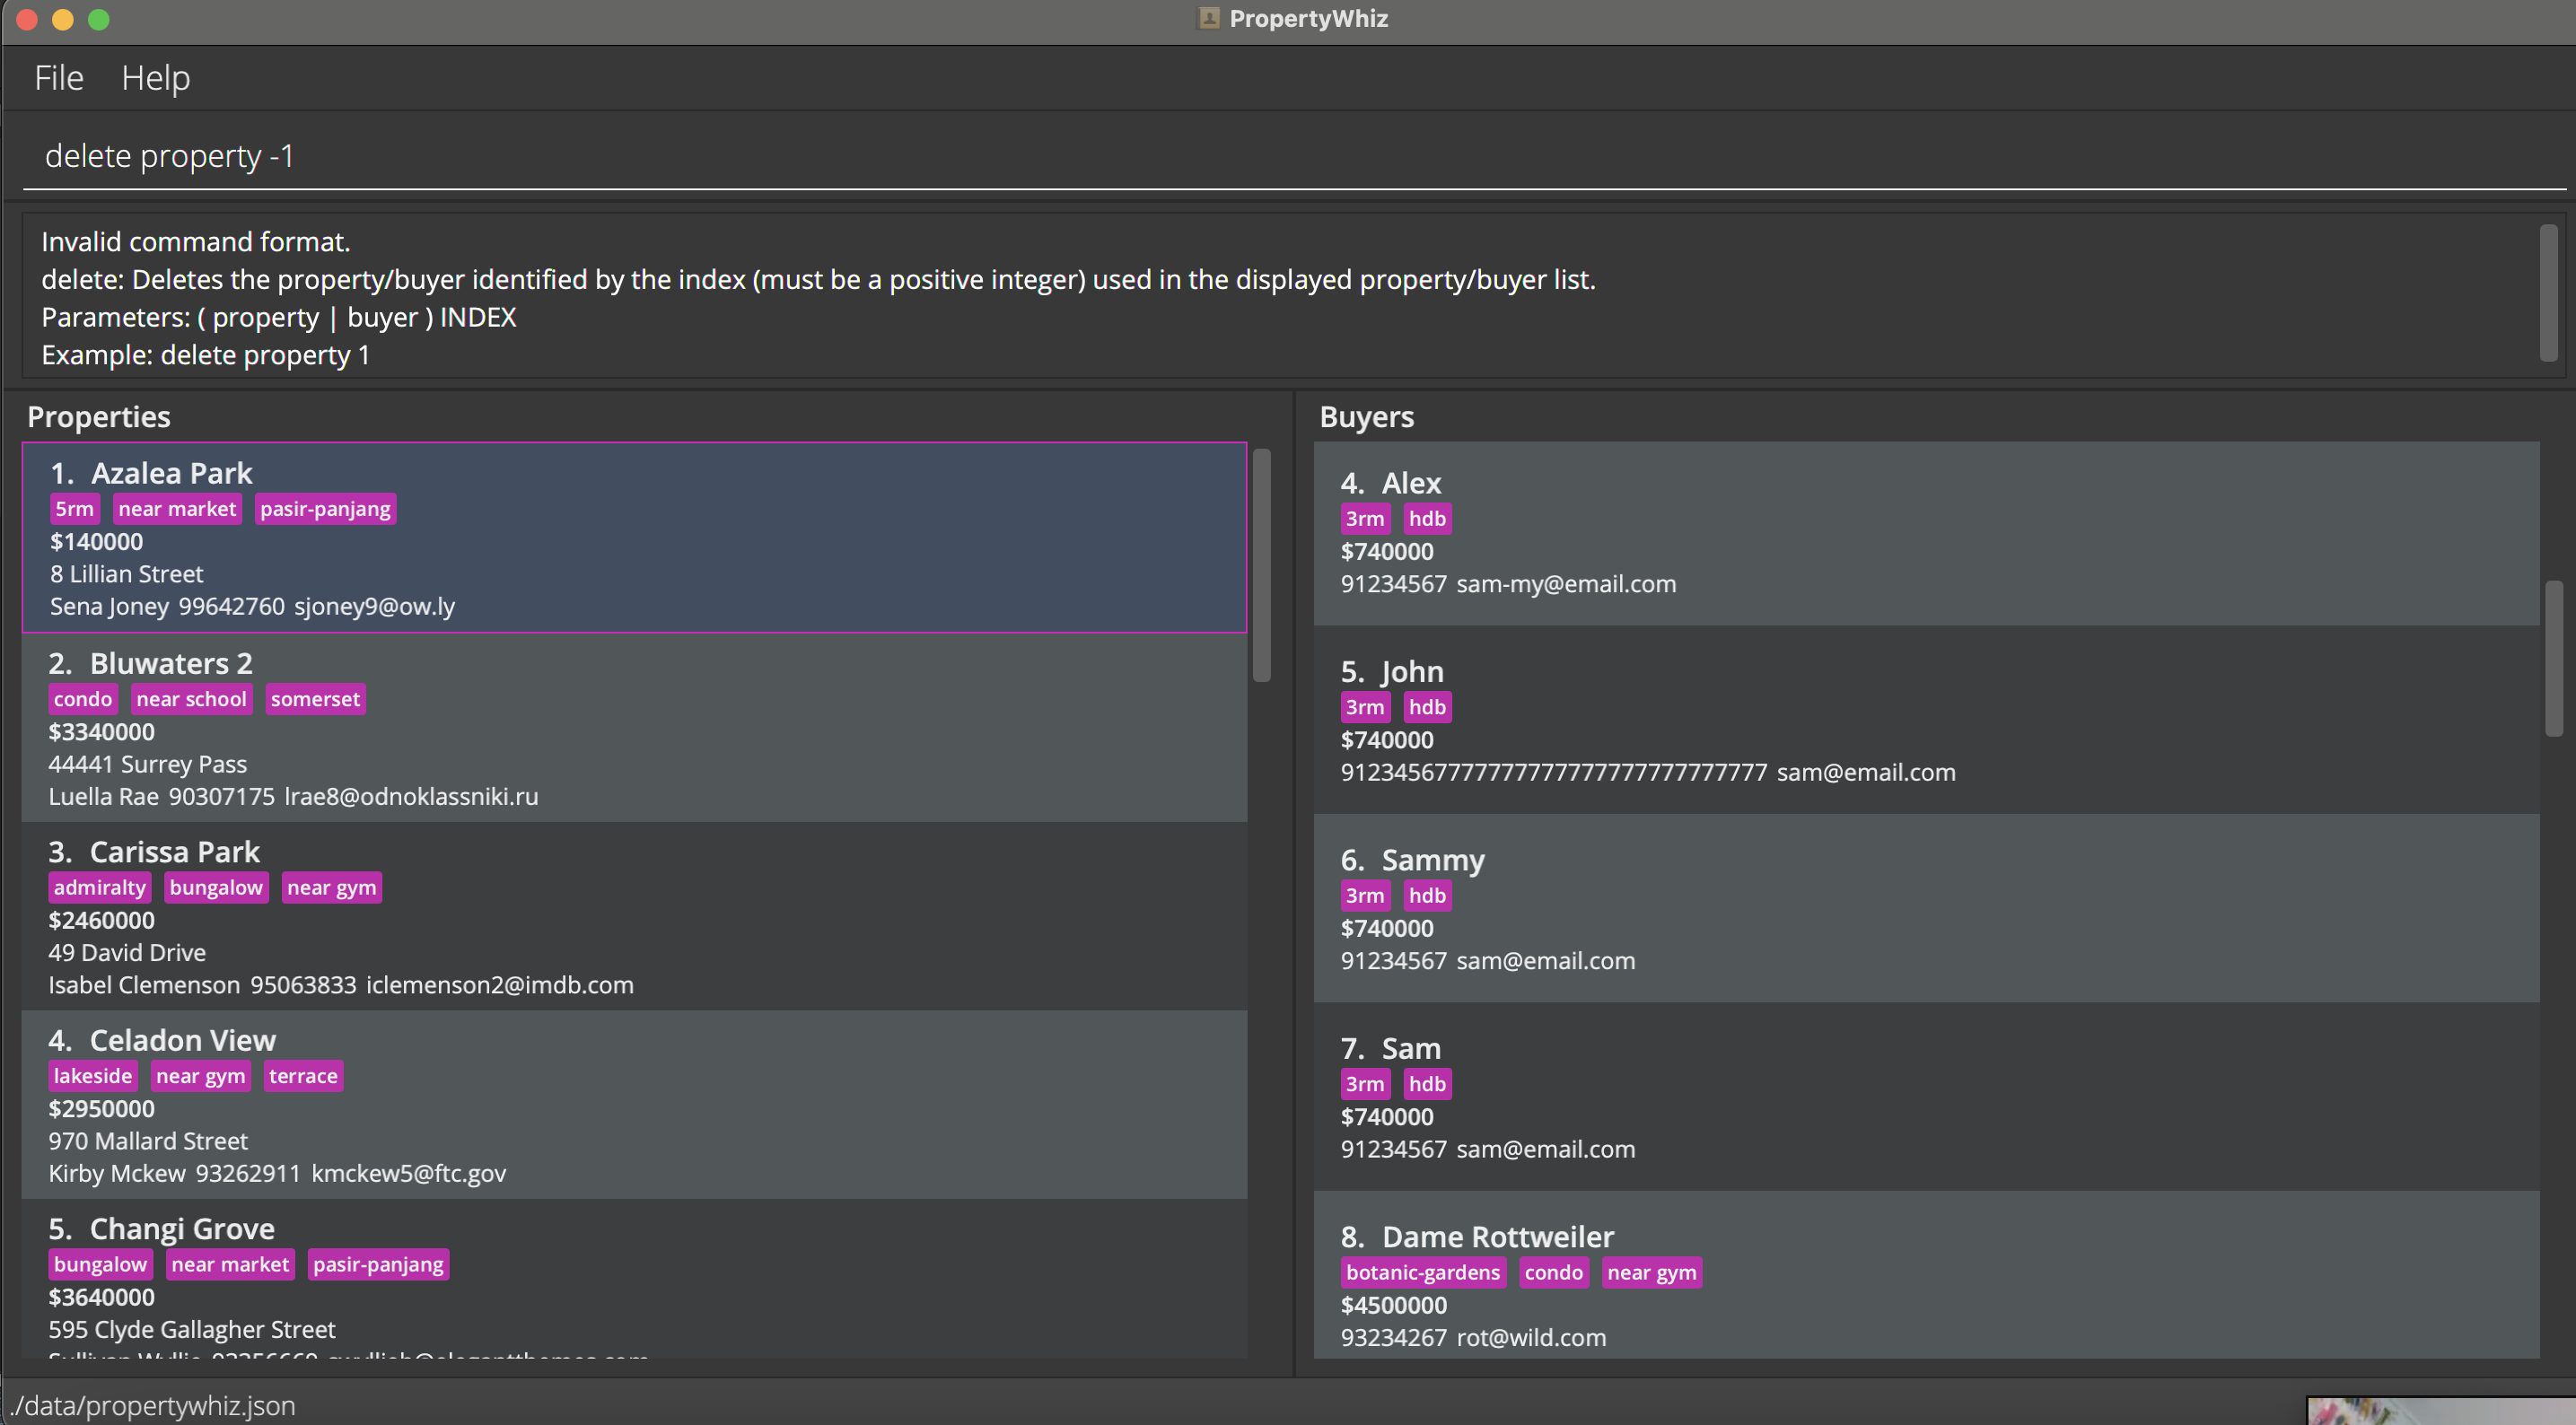 PropertyWhiz
File Help
delete property -1
Invalid command format.
delete: Deletes the property/buyer identified by the index (must be a positive integer) used in the displayed property/buyer list.
Parameters: ( property | buyer ) INDEX
Example: delete property 1
Properties
1. Azalea Park
5rm near market pasir-panjang
$140000
8 Lillian Street
Sena Joney 99642760 sjoney9@ow.ly
2. Bluwaters 2
condo near school somerset
$3340000
44441 Surrey Pass
Luella Rae 90307175 lrae8@odnoklassniki.ru
3. Carissa Park
admiralty bungalow near gym
$2460000
49 David Drive
Isabel Clemenson 95063833 iclemenson2@imdb.com
4. Celadon View
lakeside near gym terrace
$2950000
970 Mallard Street
Kirby Mckew 93262911 kmckew5@ftc.gov
5. Changi Grove
bungalow near market pasir-panjang
$3640000
595 Clyde Gallagher Street
Buyers
4. Alex
3rm hdb
$740000
91234567 sam-my@email.com
5. John
3rm hdb
$740000
sam@email.com
6. Sammy
3rm hdb
$740000
91234567 sam@email.com
7. Sam
3rm hdb
$740000
91234567 sam@email.com
8. Dame Rottweiler
botanic-gardens condo near gym
$4500000
93234267 rot@wild.com
./data/propertywhiz.json